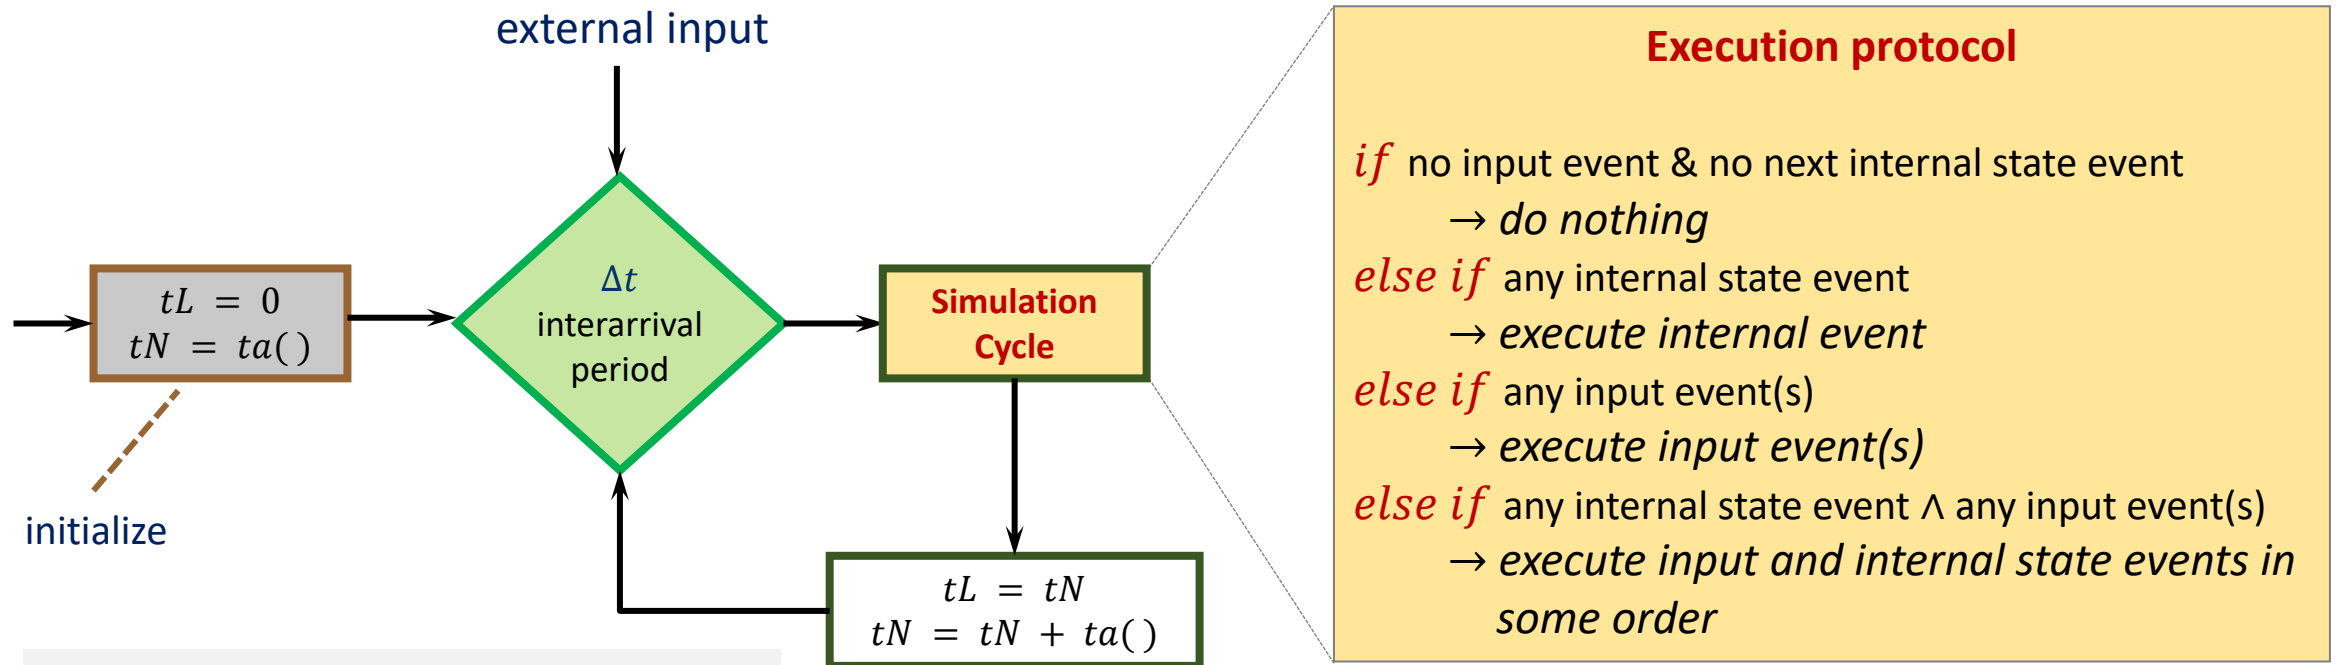 external input
tL = 0
tN = ta( )
initialize
Δt
interarrival
period
Simulation
Cycle
tL = tN
tN = tN + ta( )
Execution protocol
if no input event & no next internal state event
→ do nothing
else if any internal state event
→ execute internal event
else if any input event(s)
→ execute input event(s)
else if any internal state event ∧ any input event(s)
→ execute input and internal state events in
some order